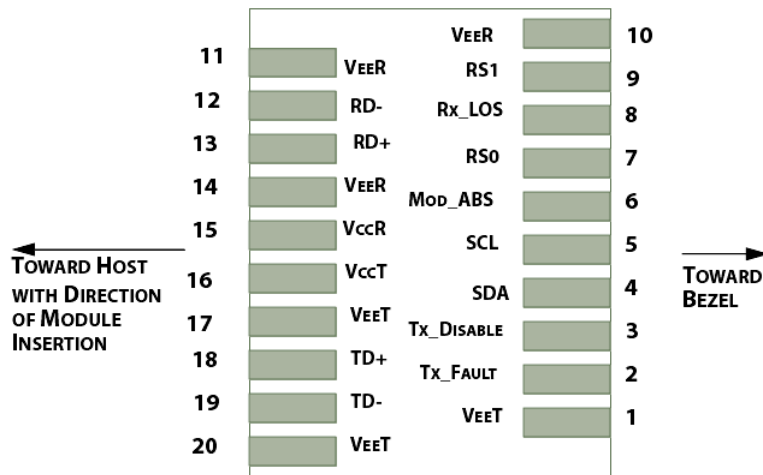 11 VEER
12 RD-
13 RD+
14 VEER
15 VCCR
16 VCCT
17 VEET
18 TD+
19 TD-
20 VEET
VEER 10
RS1 9
RX_LOS 8
RS0 7
MOD_ABS 6
SCL 5
SDA 4
TX_DISABLE 3
TX_FAULT 2
VEET 1
TOWARD HOST
WITH DIRECTION
OF MODULE
INSERTION
TOWARD
BEZEL